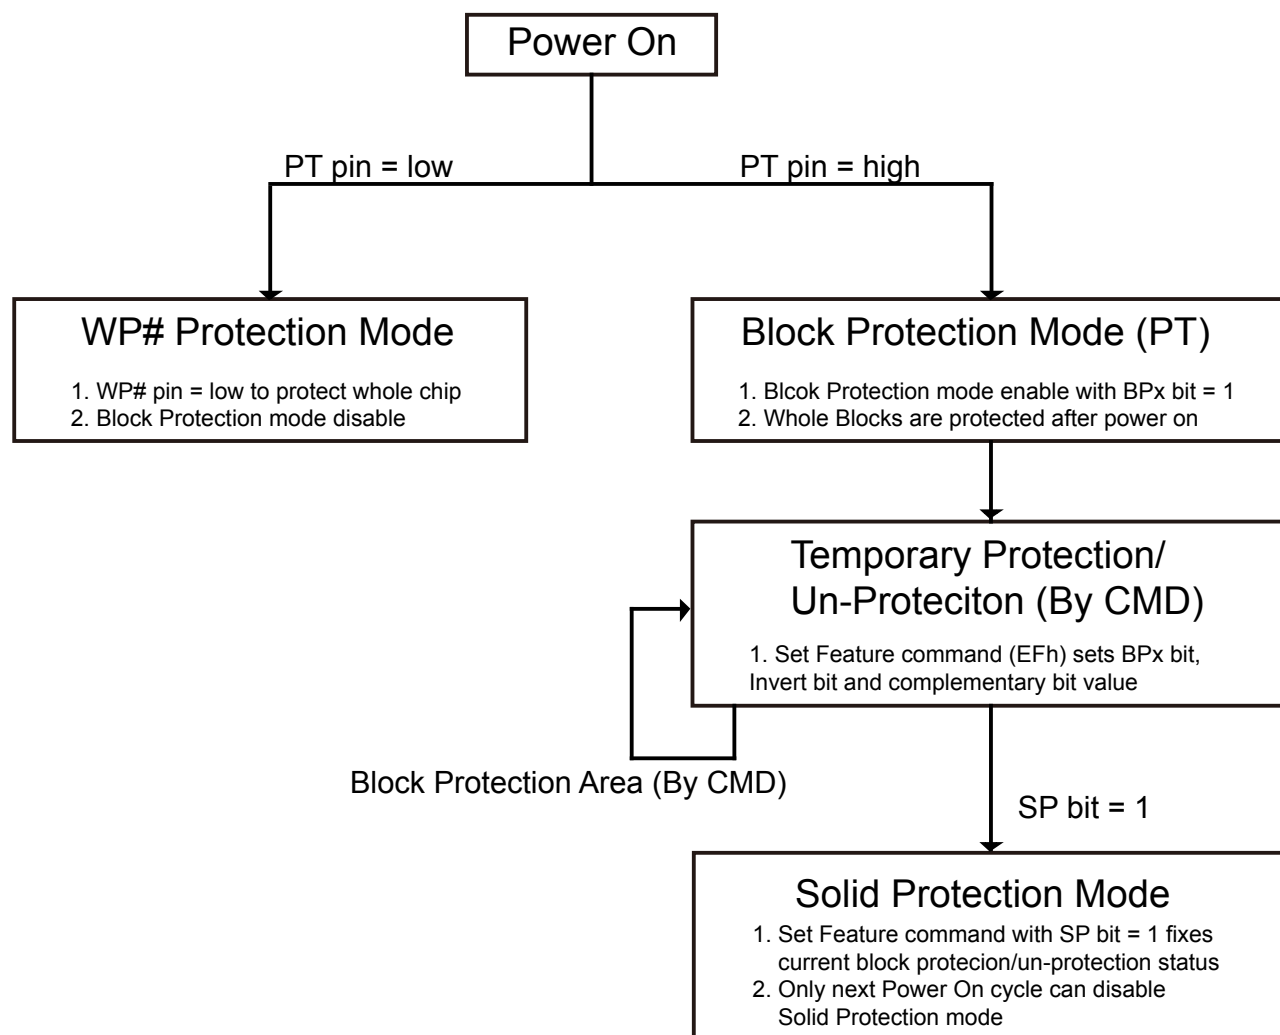 Power On
PT pin = low
PT pin = high
WP# Protection Mode
1. WP# pin = low to protect whole chip
2. Block Protection mode disable
Block Protection Mode (PT)
1. Blcok Protection mode enable with BPx bit = 1
2. Whole Blocks are protected after power on
Temporary Protection/
Un-Proteciton (By CMD)
1. Set Feature command (EFh) sets BPx bit,
Invert bit and complementary bit value
Block Protection Area (By CMD)
SP bit = 1
Solid Protection Mode
1. Set Feature command with SP bit = 1 fixes
current block protecion/un-protection status
2. Only next Power On cycle can disable
Solid Protection mode